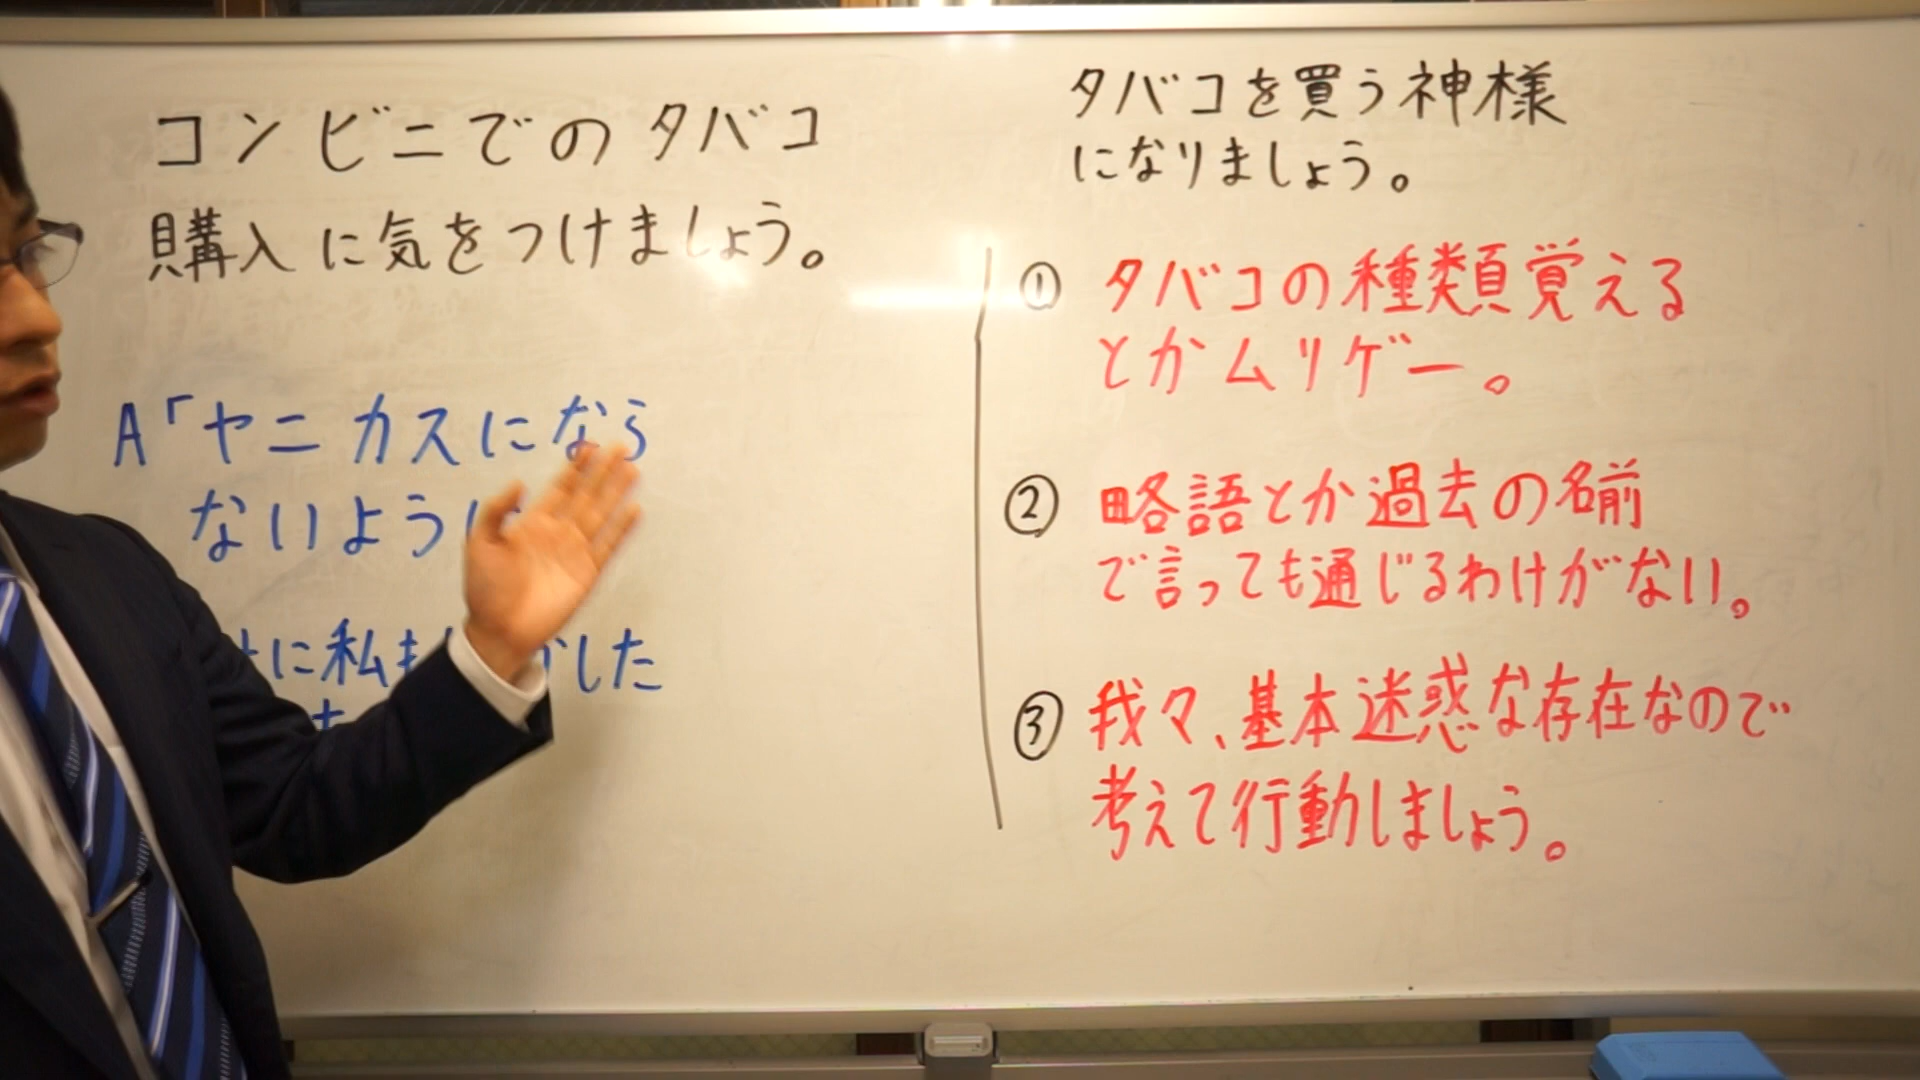 コンビニでのタバコ
購入に気をつけましょう。
A「ヤニカスになら
ないように
に私も した
タバコを買う神様
になりましょう。
① タバコの種類覚える
とかムリゲー。
② 略語とか過去の名前
で言っても通じるわけがない。
③ 我々、基本迷惑な存在なので
考えて行動しましょう。